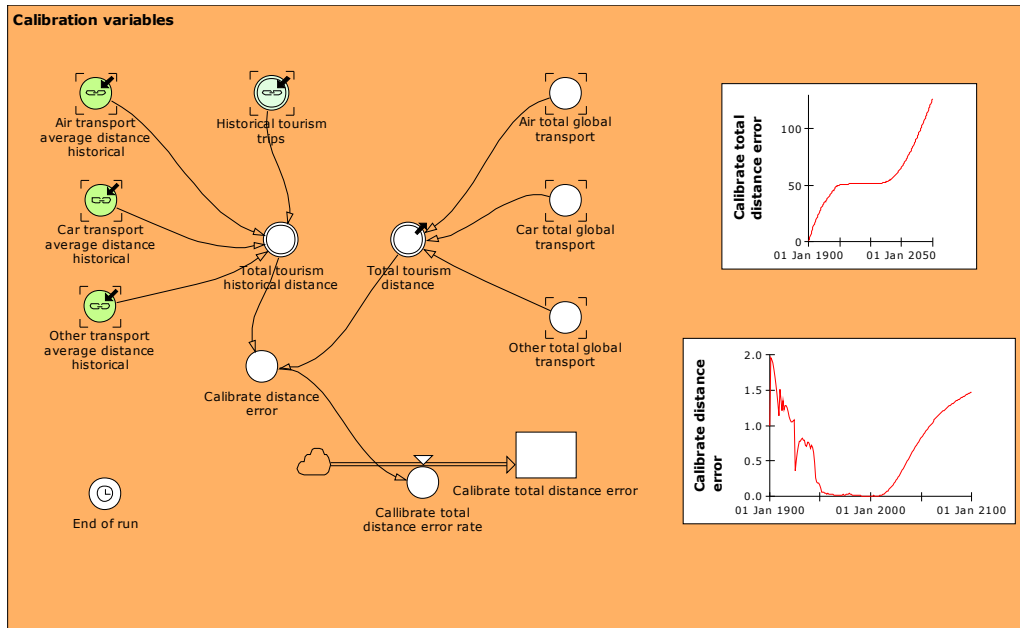 Calibration variables
Air transport
average distance
historical
Historical tourism
trips
Air total global
transport
Car transport
average distance
historical
Car total global
transport
Total tourism
historical distance
Total tourism
distance
Other transport
average distance
historical
Other total global
transport
Calibrate distance
error
Calibrate total distance error
Callibrate total
distance error rate
End of run
Calibrate total
distance error
100
50
0
01 Jan 1900
01 Jan 2050
Calibrate distance
error
2.0
1.5
1.0
0.5
0.0
01 Jan 1900
01 Jan 2000
01 Jan 2100